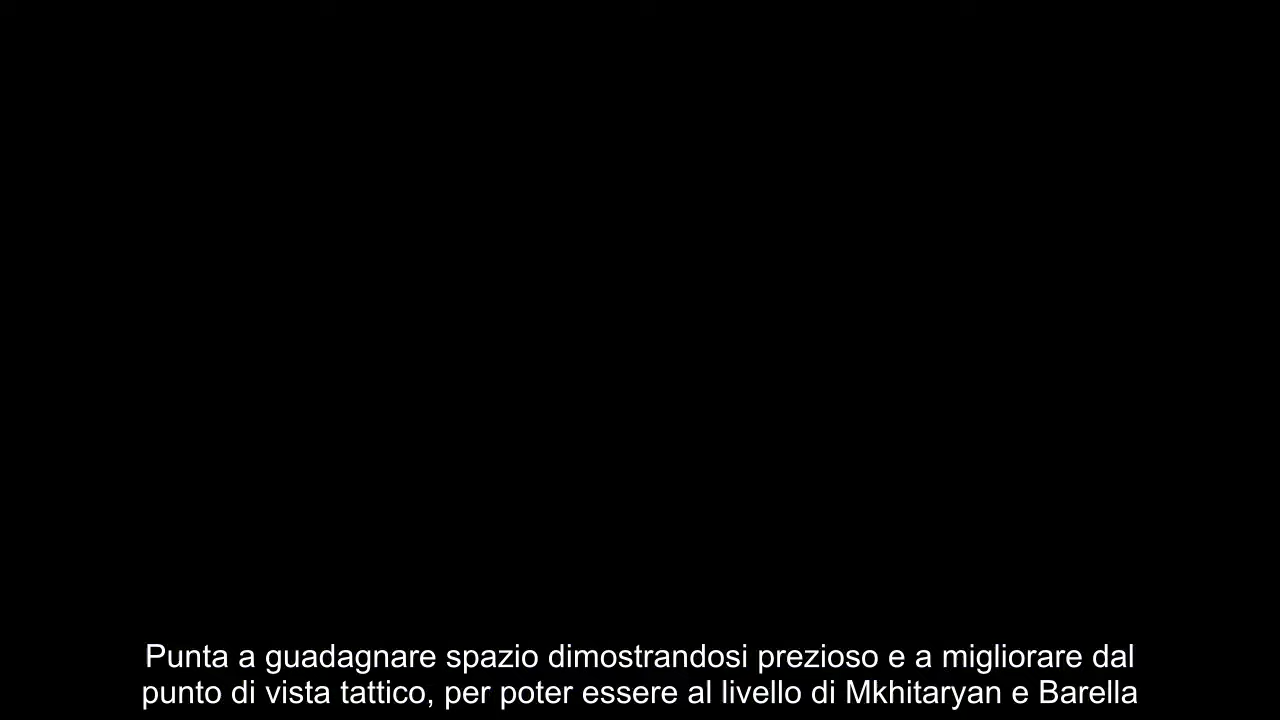 Punta a guadagnare spazio dimostrandosi prezioso e a migliorare dal
punto di vista tattico, per poter essere al livello di Mkhitaryan e Barella